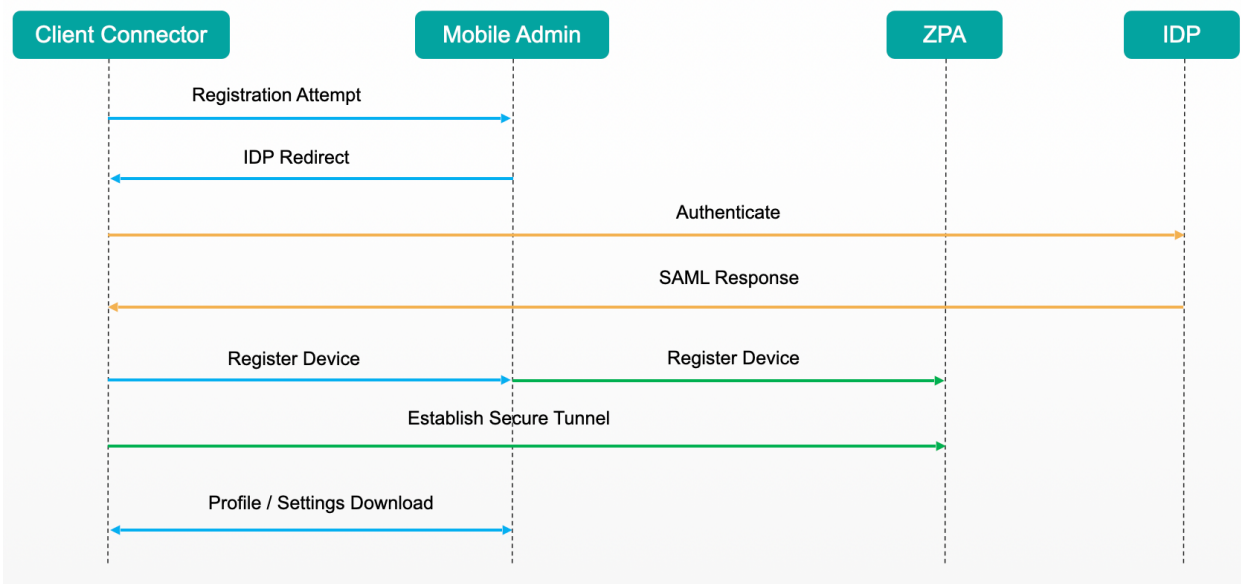 Client Connector
Mobile Admin
ZPA
IDP
Registration Attempt
IDP Redirect
Authenticate
SAML Response
Register Device
Register Device
Establish Secure Tunnel
Profile / Settings Download